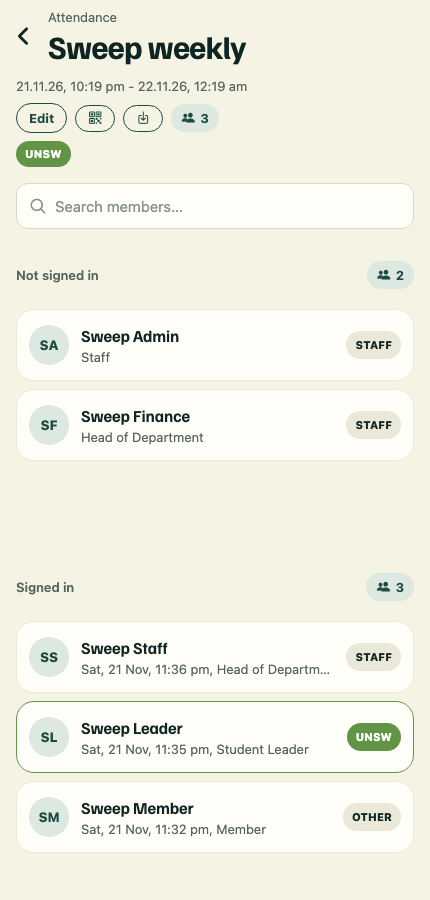 Attendance
Sweep weekly
21.11.26, 10:19 pm - 22.11.26, 12:19 am
Edit
3
UNSW
Search members...
Not signed in
2
SA
Sweep Admin
Staff
STAFF
SF
Sweep Finance
Head of Department
STAFF
Signed in
3
SS
Sweep Staff
Sat, 21 Nov, 11:36 pm, Head of Departm...
STAFF
SL
Sweep Leader
Sat, 21 Nov, 11:35 pm, Student Leader
UNSW
SM
Sweep Member
Sat, 21 Nov, 11:32 pm, Member
OTHER